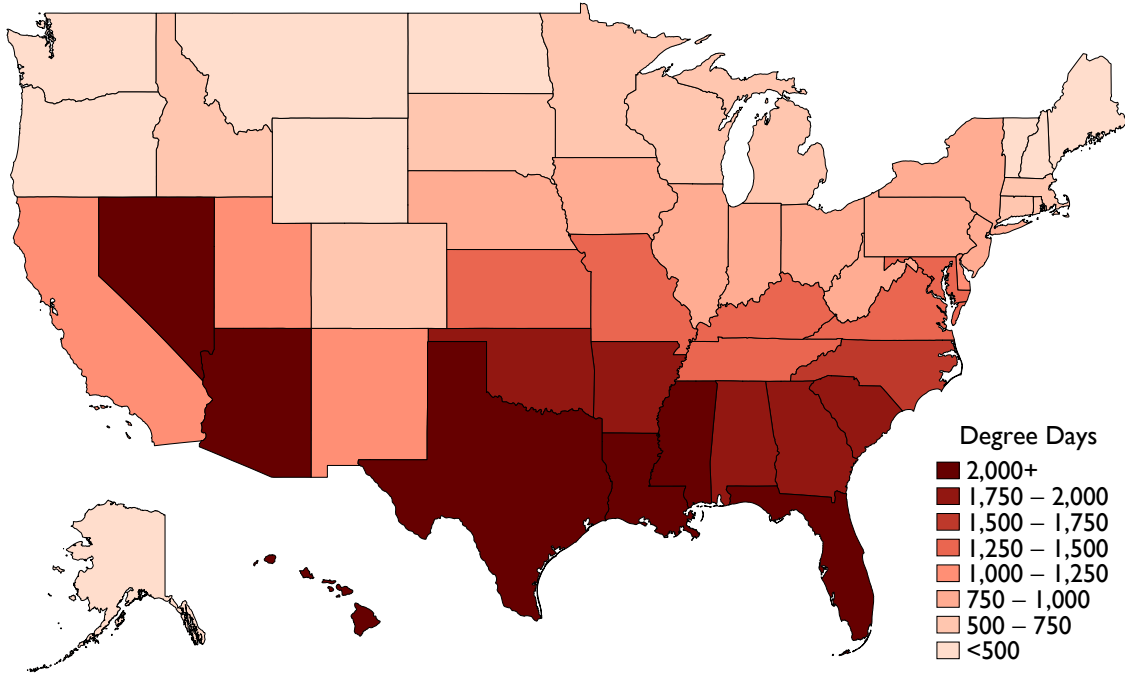 Degree Days
2,000+
1,750 – 2,000
1,500 – 1,750
1,250 – 1,500
1,000 – 1,250
750 – 1,000
500 – 750
<500